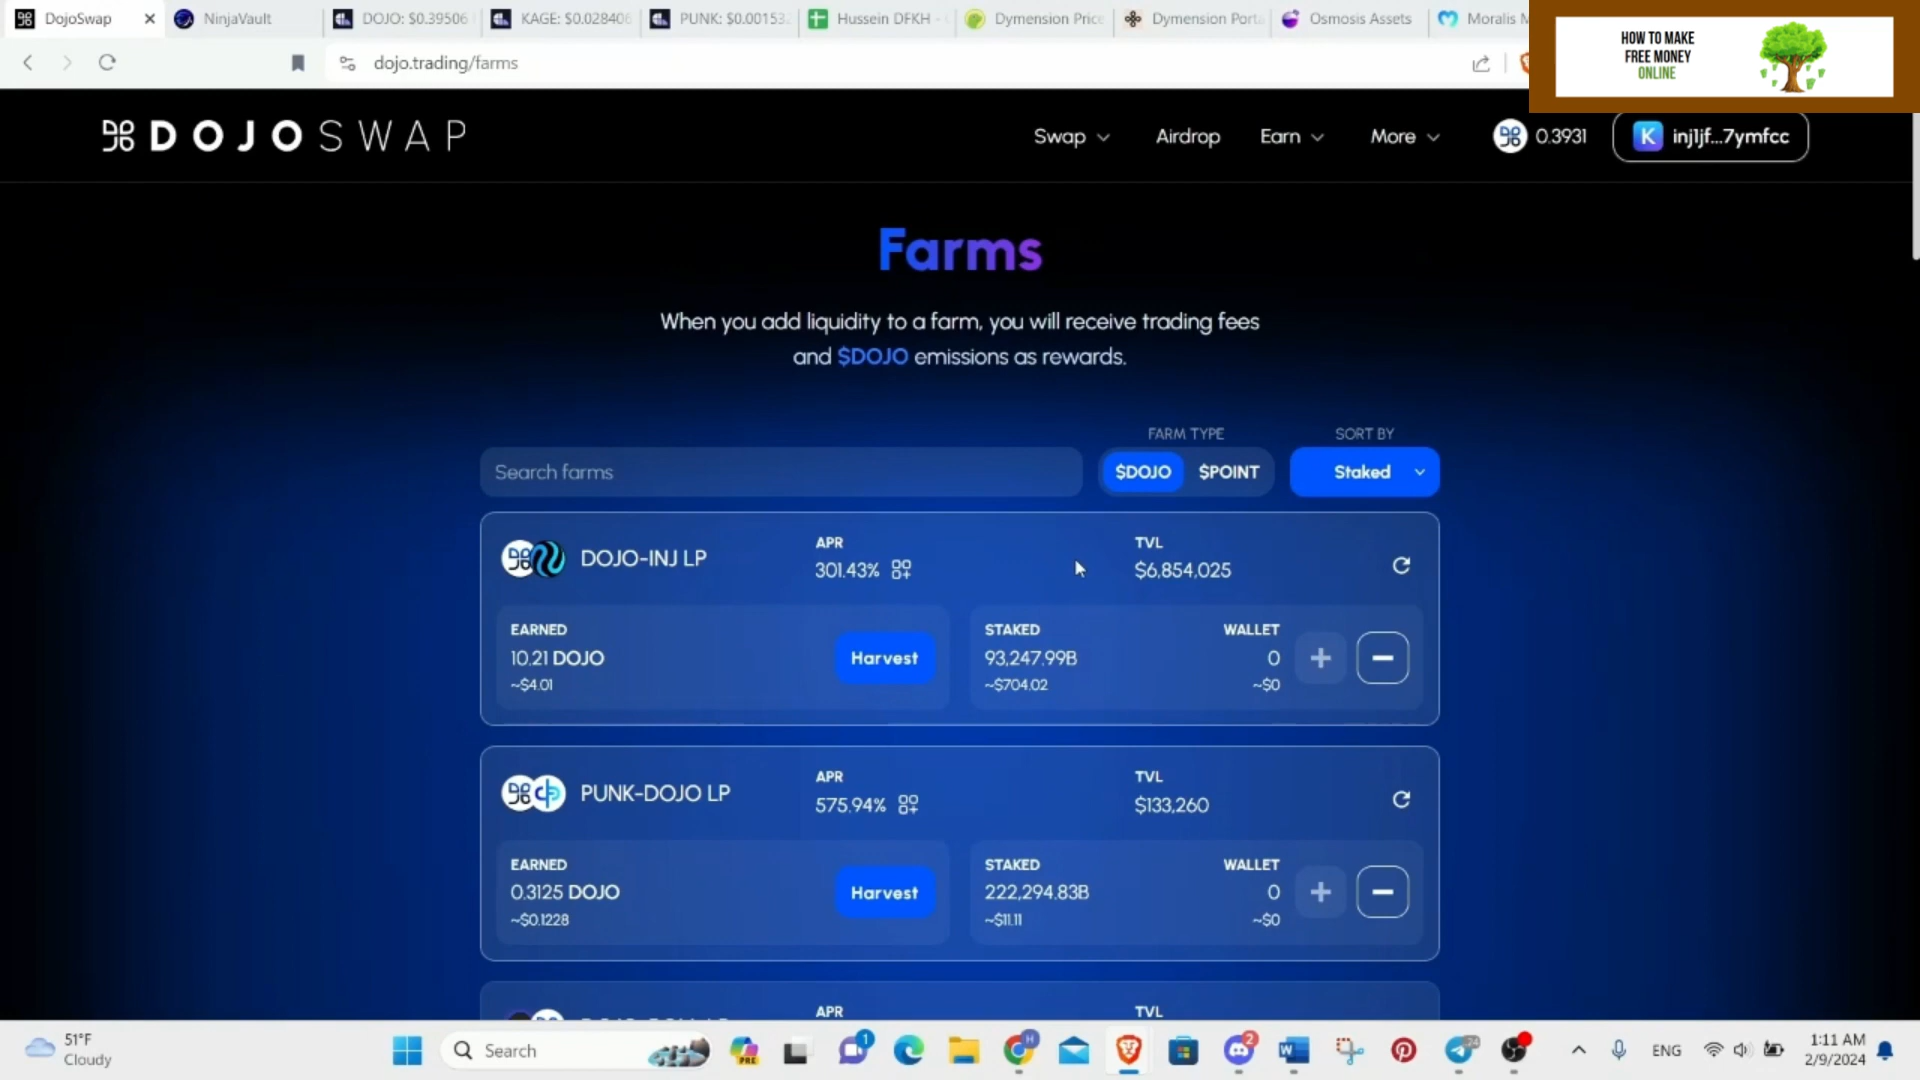 DojoSwap
NinjaVault
DOJO: $0.39506
KAGE: $0.028406
PUNK: $0.00153
Hussein DFKH -
Dymension Price
Dymension Porta
Osmosis Assets
Moralis M
dojo.trading/farms
HOW TO MAKE
FREE MONEY
ONLINE
DOJOSWAP
Swap
Airdrop
Earn
More
0.3931
K
inj1jf...7ymfcc
Farms
When you add liquidity to a farm, you will receive trading fees
and $DOJO emissions as rewards.
FARM TYPE
SORT BY
Search farms
$DOJO
$POINT
Staked
DOJO-INJ LP
APR
301.43%
TVL
$6,854,025
EARNED
10.21 DOJO
~$4.01
Harvest
STAKED
93,247.99B
~$704.02
WALLET
0
~$0
PUNK-DOJO LP
APR
575.94%
TVL
$133,260
EARNED
0.3125 DOJO
~$0.1228
Harvest
STAKED
222,294.83B
~$11.11
WALLET
0
~$0
APR
TVL
51°F
Cloudy
Search
PRE
1
H
2
W
24
ENG
1:11 AM
2/9/2024